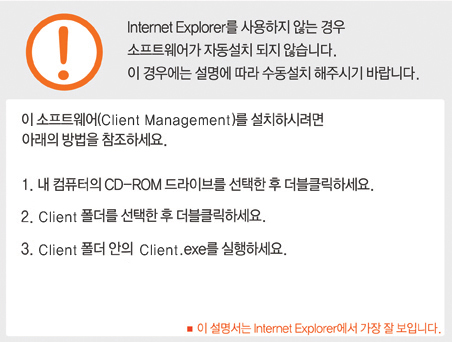 Internet Explorer를 사용하지 않는 경우
소프트웨어가 자동설치 되지 않습니다.
이 경우에는 설명에 따라 수동설치 해주시기 바랍니다.
이 소프트웨어(Client Management)를 설치하시려면
아래의 방법을 참조하세요.
1. 내 컴퓨터의 CD-ROM 드라이브를 선택한 후 더블클릭하세요.
2. Client 폴더를 선택한 후 더블클릭하세요.
3. Client 폴더 안의 Client.exe를 실행하세요.
■ 이 설명서는 Internet Explorer에서 가장 잘 보입니다.